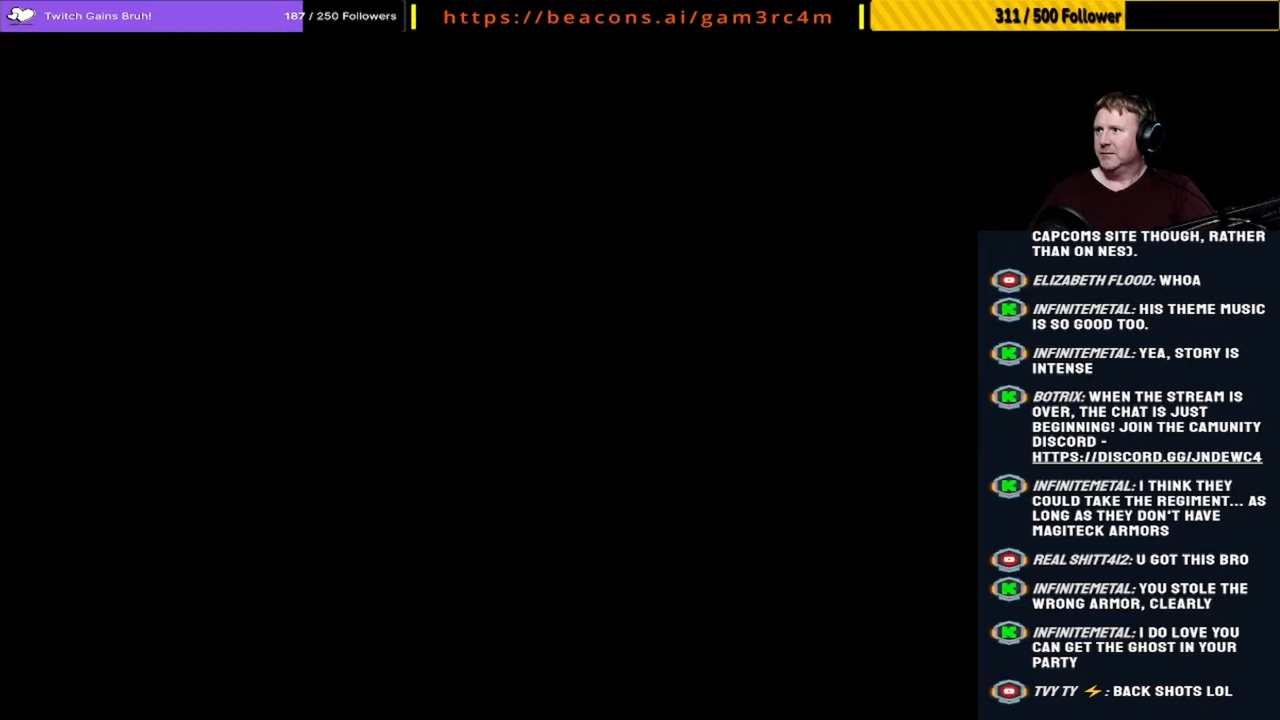 Twitch Gains Bruh!
187 / 250 Followers
https://beacons.ai/gam3rc4m
311 / 500 Follower
CAPCOMS SITE THOUGH, RATHER
THAN ON NES).
ELIZABETH FLOOD: WHOA
INFINITEMETAL: HIS THEME MUSIC
IS SO GOOD TOO.
INFINITEMETAL: YEA, STORY IS
INTENSE
BOTRIX: WHEN THE STREAM IS
OVER, THE CHAT IS JUST
BEGINNING! JOIN THE CAMUNITY
DISCORD -
HTTPS://DISCORD.GG/JNDEWC4
INFINITEMETAL: I THINK THEY
COULD TAKE THE REGIMENT... AS
LONG AS THEY DON'T HAVE
MAGITECK ARMORS
REAL SHITT412: U GOT THIS BRO
INFINITEMETAL: YOU STOLE THE
WRONG ARMOR, CLEARLY
INFINITEMETAL: I DO LOVE YOU
CAN GET THE GHOST IN YOUR
PARTY
TVY TY ⚡ : BACK SHOTS LOL